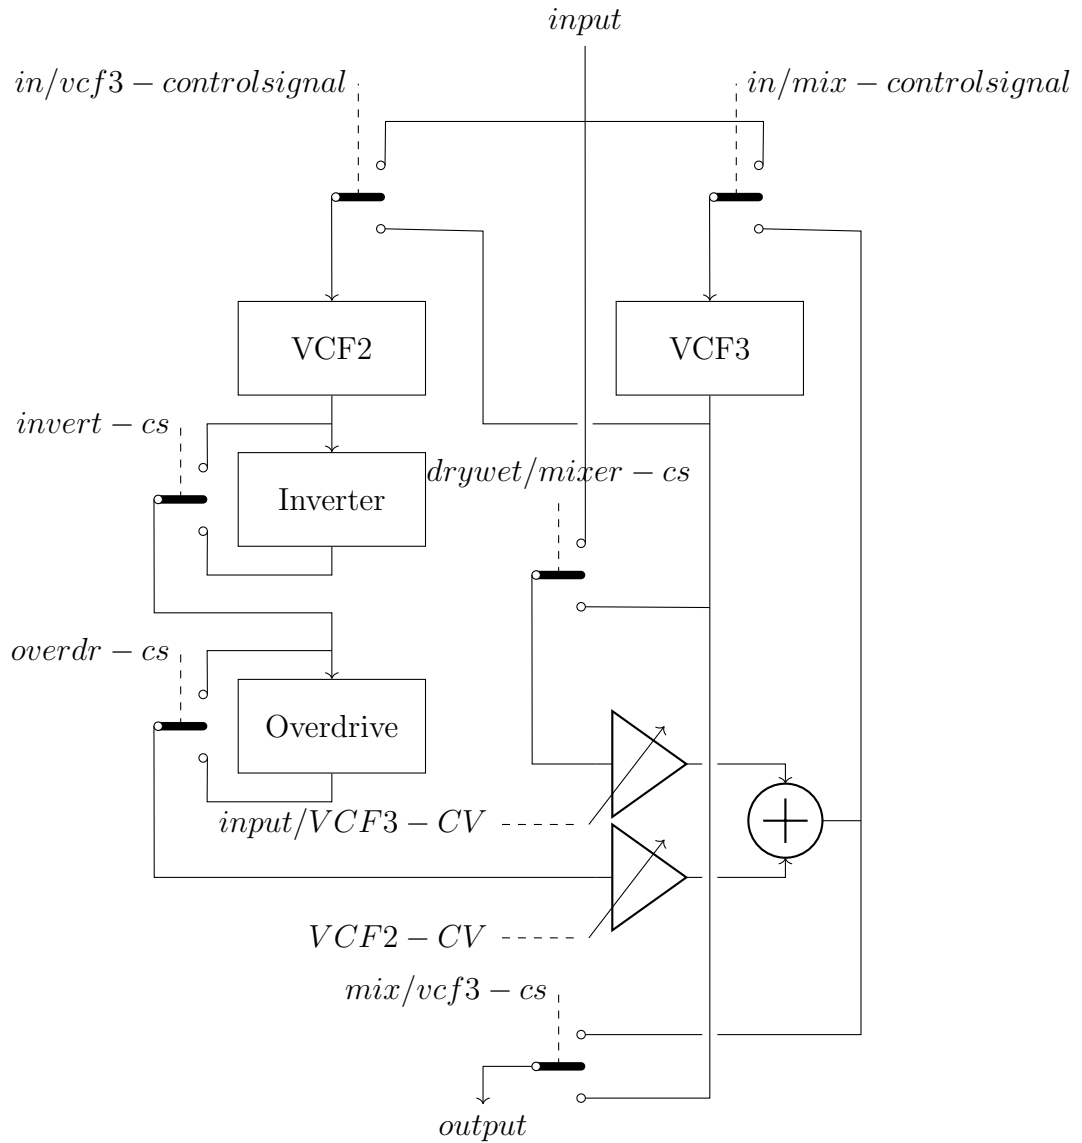 input
in/vcf3 − controlsignal
in/mix − controlsignal
VCF2
VCF3
invert − cs
drywet/mixer − cs
Inverter
overdr − cs
Overdrive
input/VCF3 − CV
VCF2 − CV
mix/vcf3 − cs
output